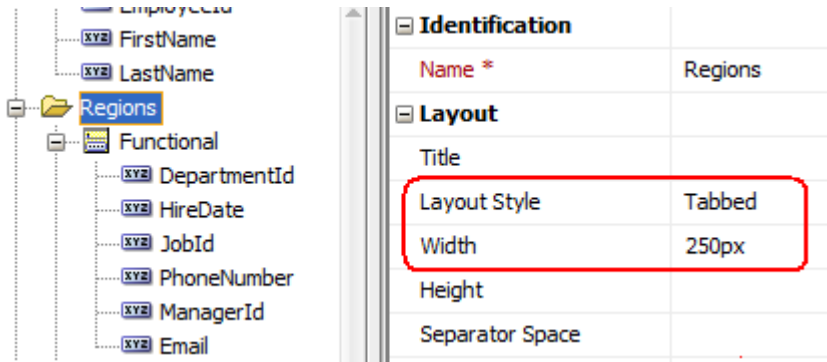 EmployeeId
FirstName
LastName
Regions
Functional
DepartmentId
HireDate
JobId
PhoneNumber
ManagerId
Email
Identification
Name * Regions
Layout
Title
Layout Style Tabbed
Width 250px
Height
Separator Space